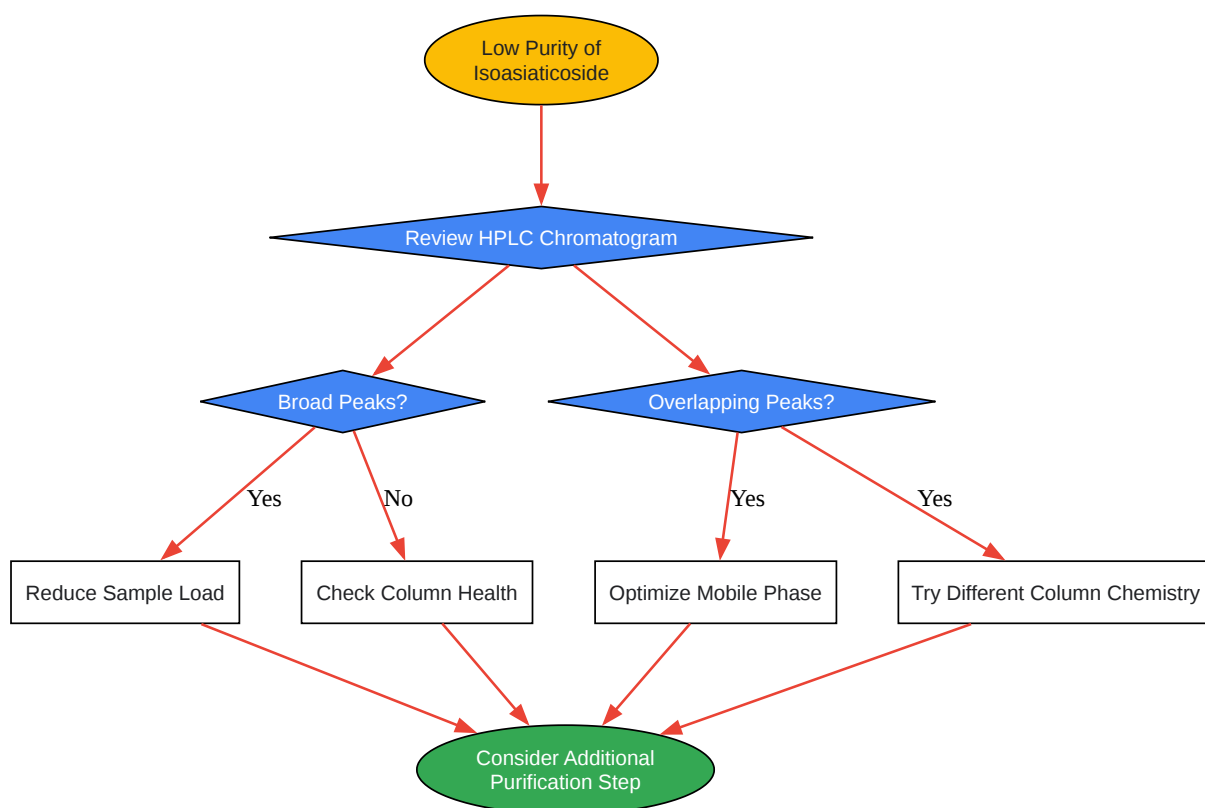 Low Purity of
Isoasiaticoside
Review HPLC Chromatogram
Broad Peaks?
Overlapping Peaks?
Yes
No
Yes
Yes
Reduce Sample Load
Check Column Health
Optimize Mobile Phase
Try Different Column Chemistry
Consider Additional
Purification Step